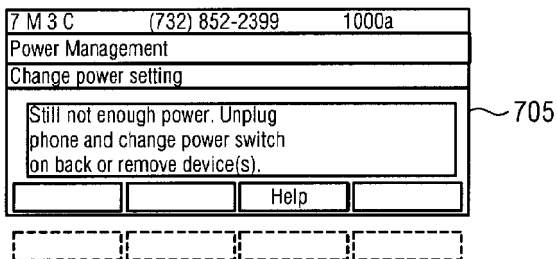 7 M 3 C (732) 852-2399 1000a
Power Management
Change power setting
Still not enough power. Unplug
phone and change power switch
on back or remove device(s).
Help
705